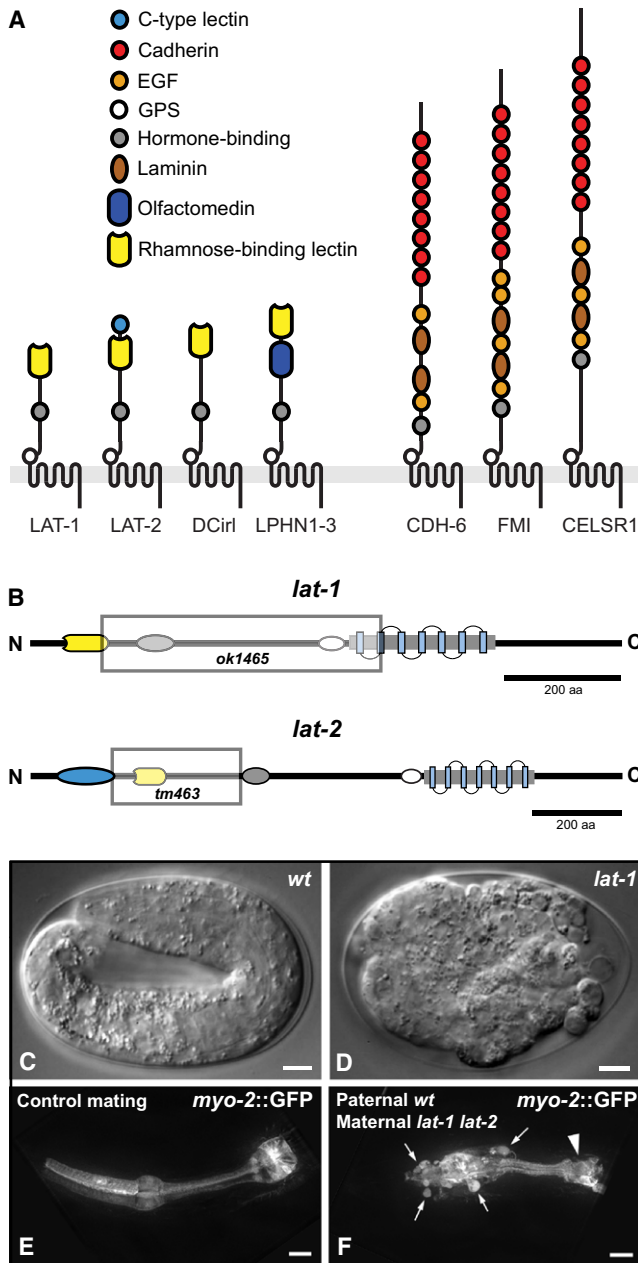 A
C-type lectin
Cadherin
EGF
GPS
Hormone-binding
Laminin
Olfactomedin
Rhamnose-binding lectin
LAT-1 LAT-2 DCirl LPHN1-3 CDH-6 FMI CELSR1
B
lat-1
N C
ok1465
200 aa
lat-2
N C
tm463
200 aa
wt
C
lat-1
D
Control mating myo-2::GFP
E
Paternal wt myo-2::GFP
Maternal lat-1 lat-2
F